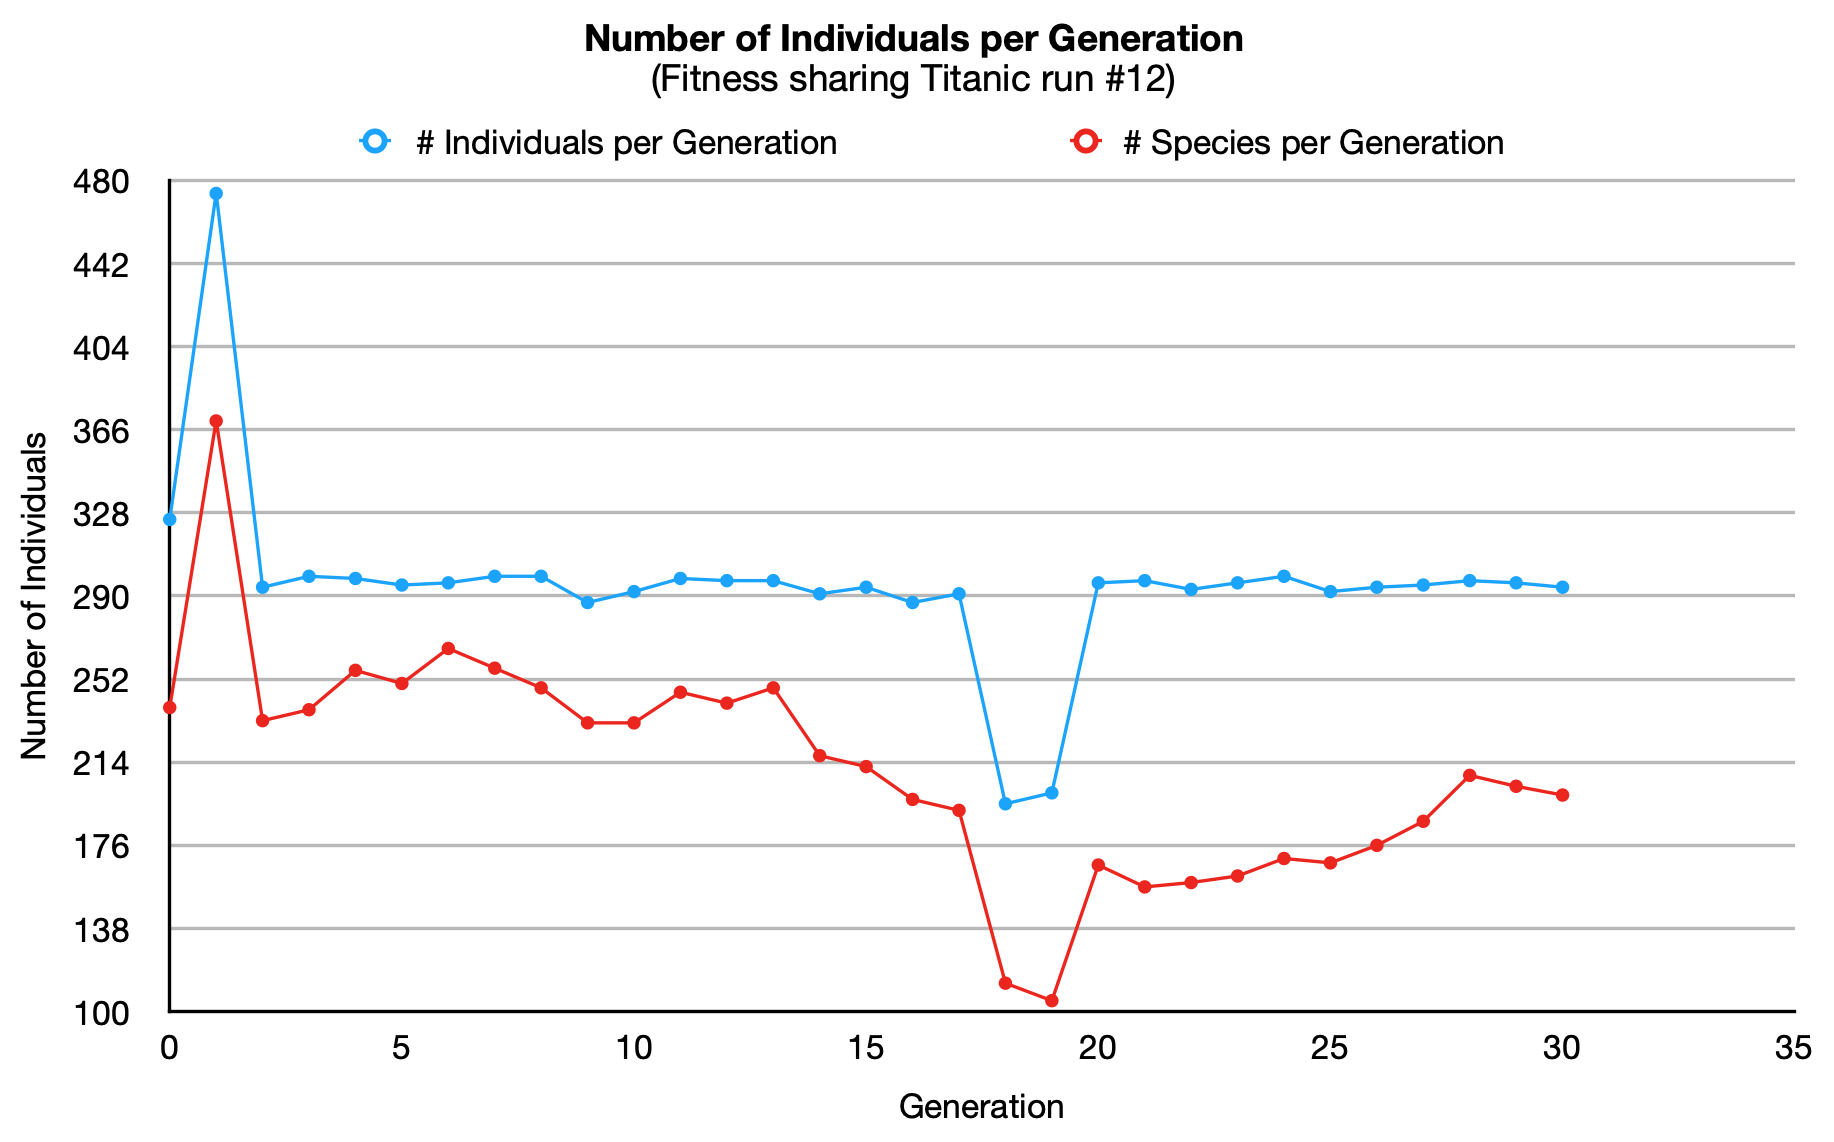 Number of Individuals per Generation
(Fitness sharing Titanic run #12)
# Individuals per Generation
# Species per Generation
480
442
404
366
328
290
252
214
176
138
100
Number of Individuals
0 5 10 15 20 25 30 35
Generation